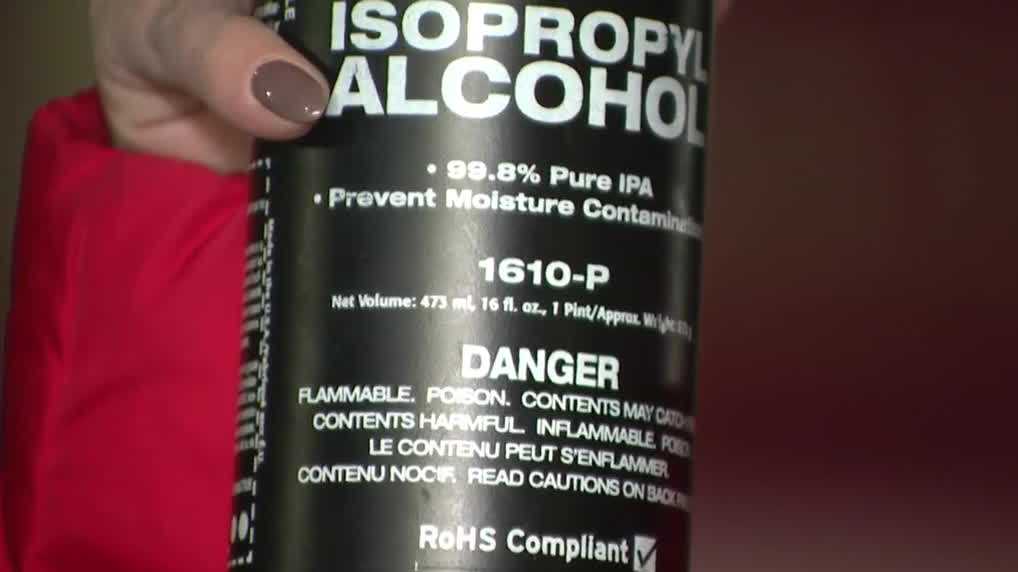 ISOPROPYL
ALCOHOL
• 99.8% Pure IPA
• Prevent Moisture
1610-P
Net Volume: 473 ml, 16 fl. oz., 1 Pint/Approx.
DANGER
FLAMMABLE. POISON. CONTENTS MAY
CONTENTS HARMFUL. INFLAMMABLE.
LE CONTENU PEUT S'ENFLAMMER
CONTENU NOCIF. READ CAUTIONS ON BACK
RoHS Compliant